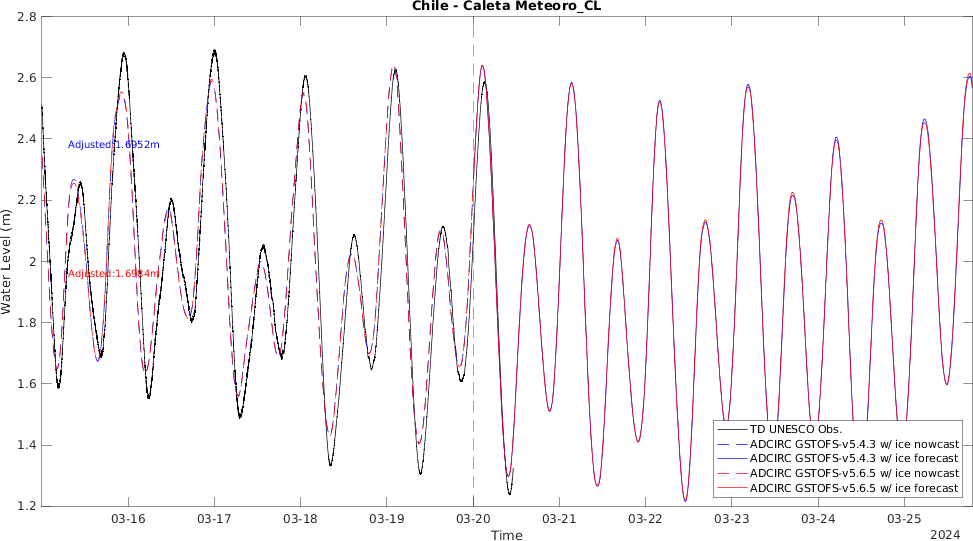 Chile - Caleta Meteoro_CL
2.8
2.6
2.4
2.2
2
1.8
1.6
1.4
1.2
Water Level (m)
Adjusted:1.6952m
Adjusted:1.6984m
TD UNESCO Obs.
ADCIRC GSTOFS-v5.4.3 w/ ice nowcast
ADCIRC GSTOFS-v5.4.3 w/ ice forecast
ADCIRC GSTOFS-v5.6.5 w/ ice nowcast
ADCIRC GSTOFS-v5.6.5 w/ ice forecast
03-16 03-17 03-18 03-19 03-20 03-21 03-22 03-23 03-24 03-25
Time
2024